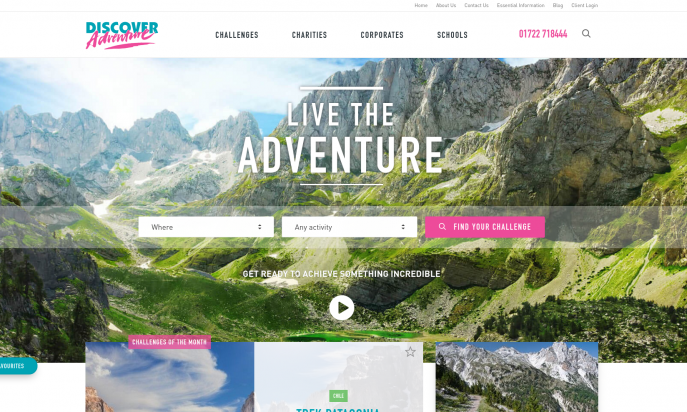 Home About Us Contact Us Essential Information Blog Client Login
DISCOVER
Adventure
CHALLENGES CHARITIES CORPORATES SCHOOLS 01722 718444
LIVE THE
ADVENTURE
Where Any activity FIND YOUR CHALLENGE
GET READY TO ACHIEVE SOMETHING INCREDIBLE
CHALLENGES OF THE MONTH
AVOURITES
CHILE
TREK PATAGONIA